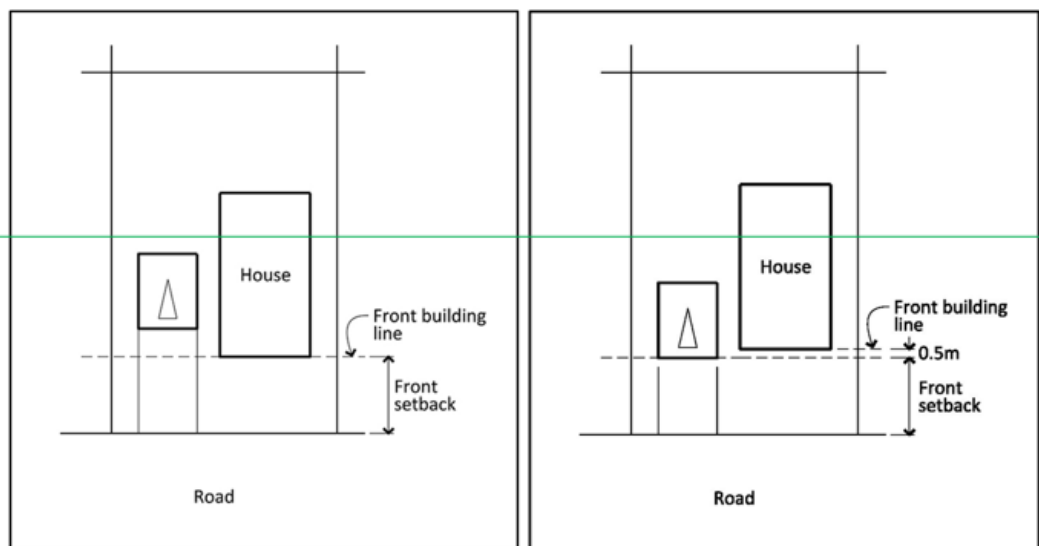 House
Front building
line
Front
setback
Road
House
Front building
line
0.5m
Front
setback
Road